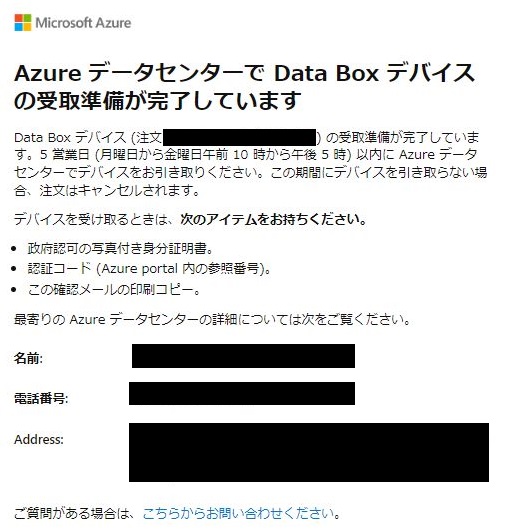 Microsoft Azure
Azure データセンターで Data Box デバイス
の受取準備が完了しています
Data Box デバイス (注文) の受取準備が完了していま
す。5 営業日 (月曜日から金曜日午前 10 時から午後 5 時) 以内に Azure データ
センターでデバイスをお引き取りください。この期間にデバイスを引き取らない場
合、注文はキャンセルされます。
デバイスを受け取るときは、次のアイテムをお持ちください。
• 政府認可の写真付き身分証明書。
• 認証コード (Azure portal 内の参照番号)。
• この確認メールの印刷コピー。
最寄りの Azure データセンターの詳細については次をご覧ください。
名前:
電話番号:
Address:
ご質問がある場合は、こちらからお問い合わせください。